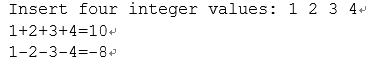 Insert four integer values: 1 2 3 4↵
1+2+3+4=10↵
1-2-3-4=-8↵